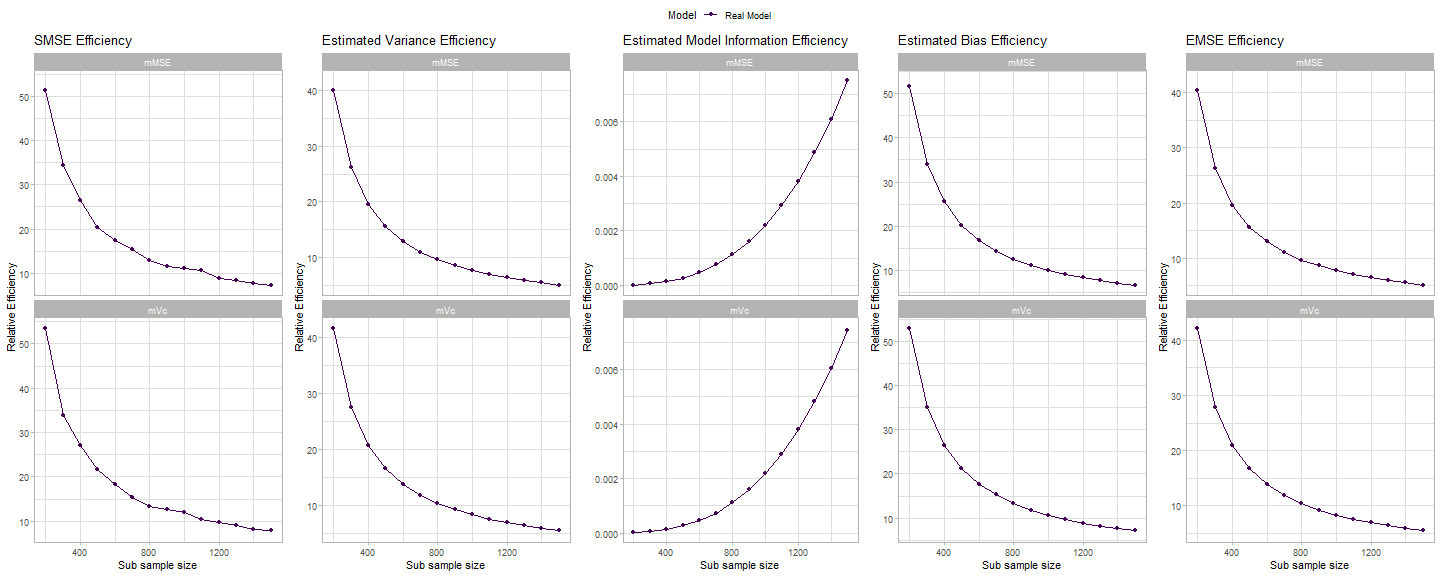 Model Real Model
SMSE Efficiency
mMSE
50
40
30
20
10
mVc
50
40
30
20
10
400 800 1200
Sub sample size
Relative Efficiency
Estimated Variance Efficiency
mMSE
40
30
20
10
mVc
40
30
20
10
400 800 1200
Sub sample size
Relative Efficiency
Estimated Model Information Efficiency
mMSE
0.006
0.004
0.002
0.000
mVc
0.006
0.004
0.002
0.000
400 800 1200
Sub sample size
Relative Efficiency
Estimated Bias Efficiency
mMSE
50
40
30
20
10
mVc
50
40
30
20
10
400 800 1200
Sub sample size
Relative Efficiency
EMSE Efficiency
mMSE
40
30
20
10
mVc
40
30
20
10
400 800 1200
Sub sample size
Relative Efficiency